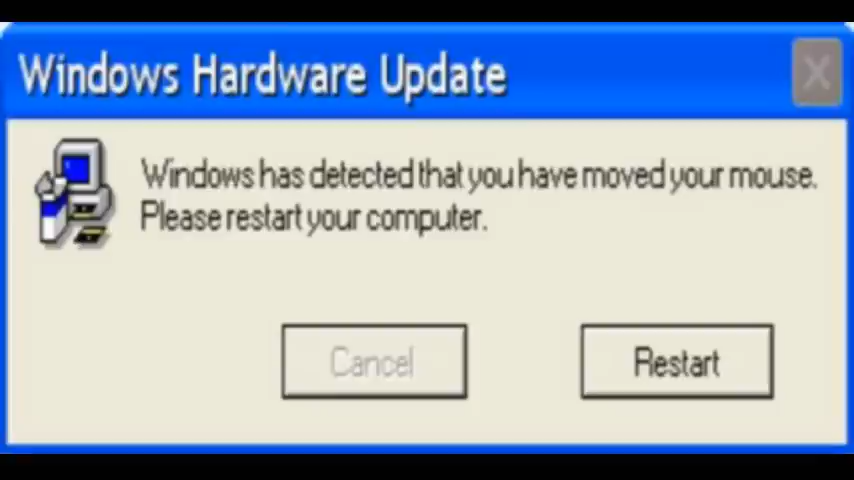 Windows Hardware Update
Windows has detected that you have moved your mouse.
Please restart your computer.
Cancel
Restart